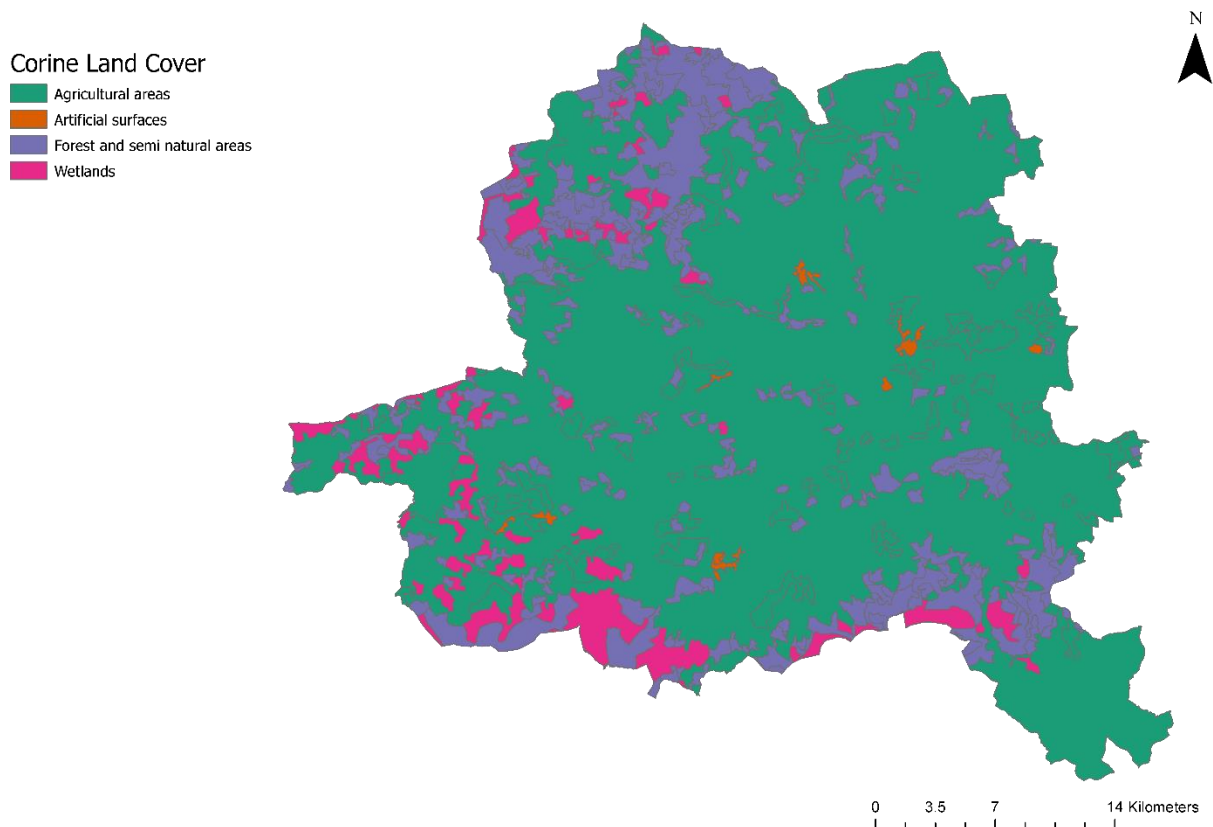 N
Corine Land Cover
Agricultural areas
Artificial surfaces
Forest and semi natural areas
Wetlands
0 3.5 7 14 Kilometers